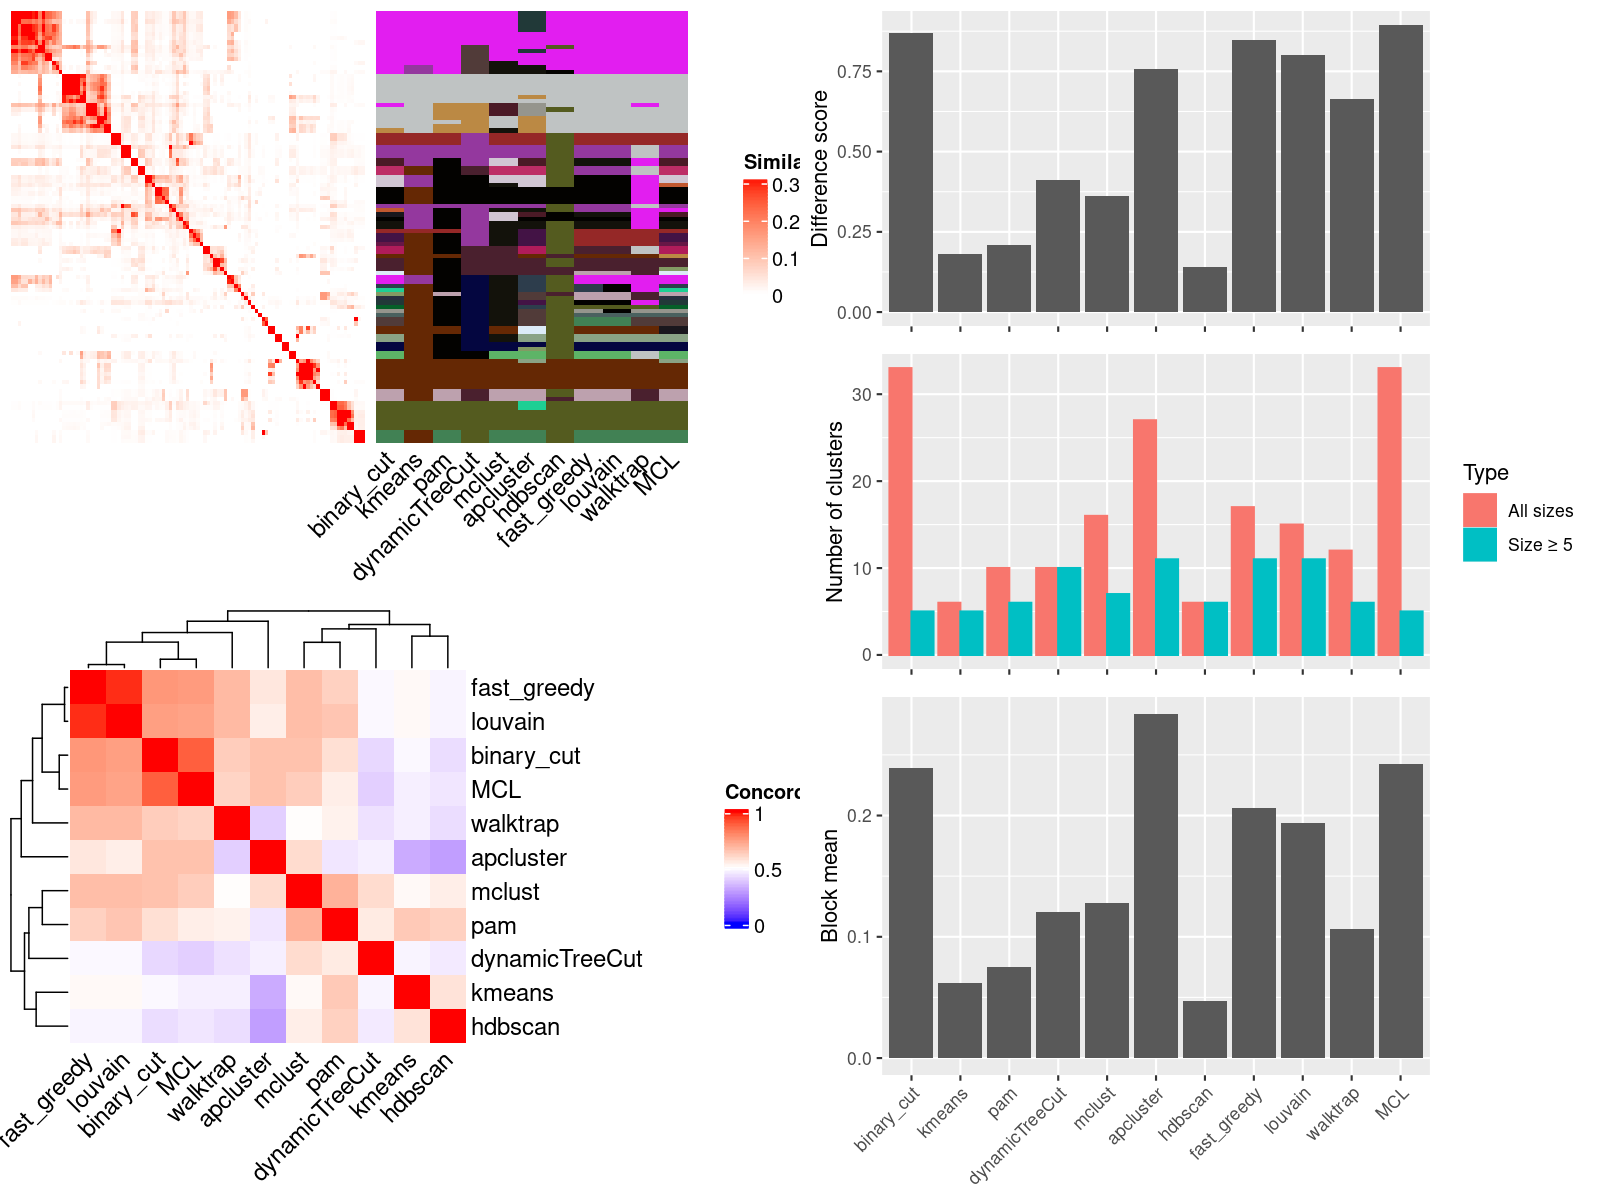 Simila
0.3
0.2
0.1
0
binary_cut
kmeans
pam
dynamicTreeCut
mclust
apcluster
hdbscan
fast_greedy
louvain
walktrap
MCL
fast_greedy
louvain
binary_cut
MCL
walktrap
apcluster
mclust
pam
dynamicTreeCut
kmeans
hdbscan
fast_greedy
louvain
binary_cut
MCL
walktrap
apcluster
mclust
pam
dynamicTreeCut
kmeans
hdbscan
Concord
1
0.5
0
Difference score
0.75
0.50
0.25
0.00
Number of clusters
30
20
10
0
Type
All sizes
Size ≥ 5
Block mean
0.2
0.1
0.0
binary_cut
kmeans
pam
dynamicTreeCut
mclust
apcluster
hdbscan
fast_greedy
louvain
walktrap
MCL